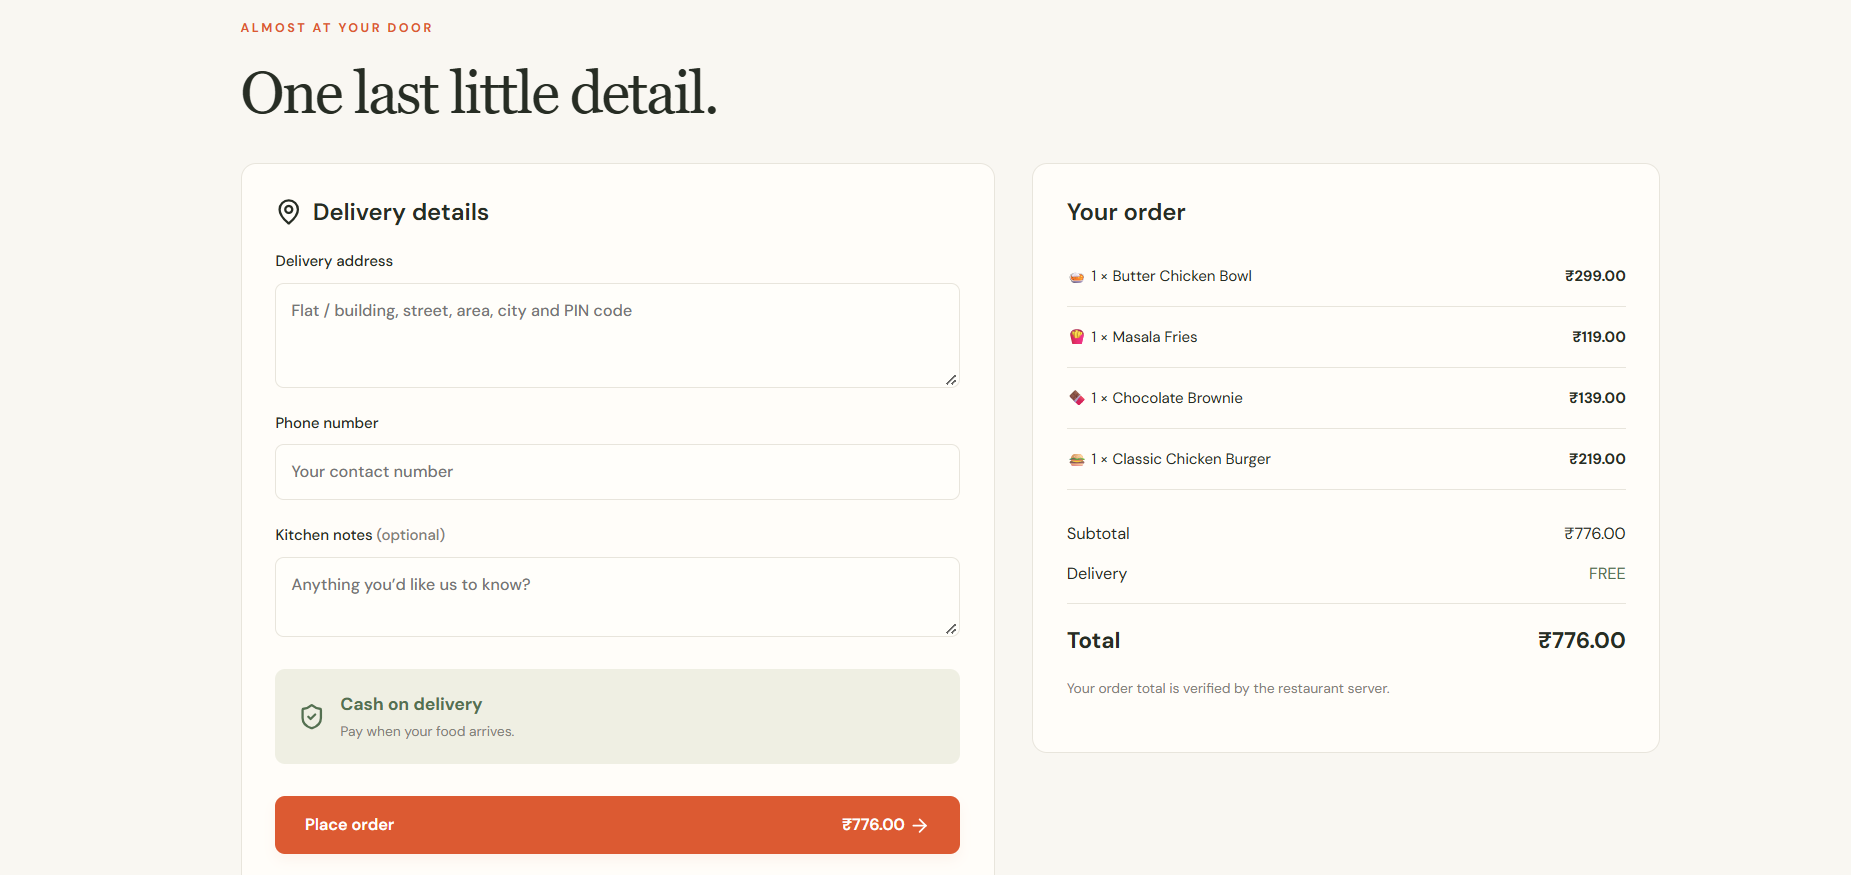 ALMOST AT YOUR DOOR
One last little detail.
Delivery details
Delivery address
Flat / building, street, area, city and PIN code
Phone number
Your contact number
Kitchen notes (optional)
Anything you’d like us to know?
Cash on delivery
Pay when your food arrives.
Place order ₹776.00 →
Your order
1 × Butter Chicken Bowl ₹299.00
1 × Masala Fries ₹119.00
1 × Chocolate Brownie ₹139.00
1 × Classic Chicken Burger ₹219.00
Subtotal ₹776.00
Delivery FREE
Total ₹776.00
Your order total is verified by the restaurant server.